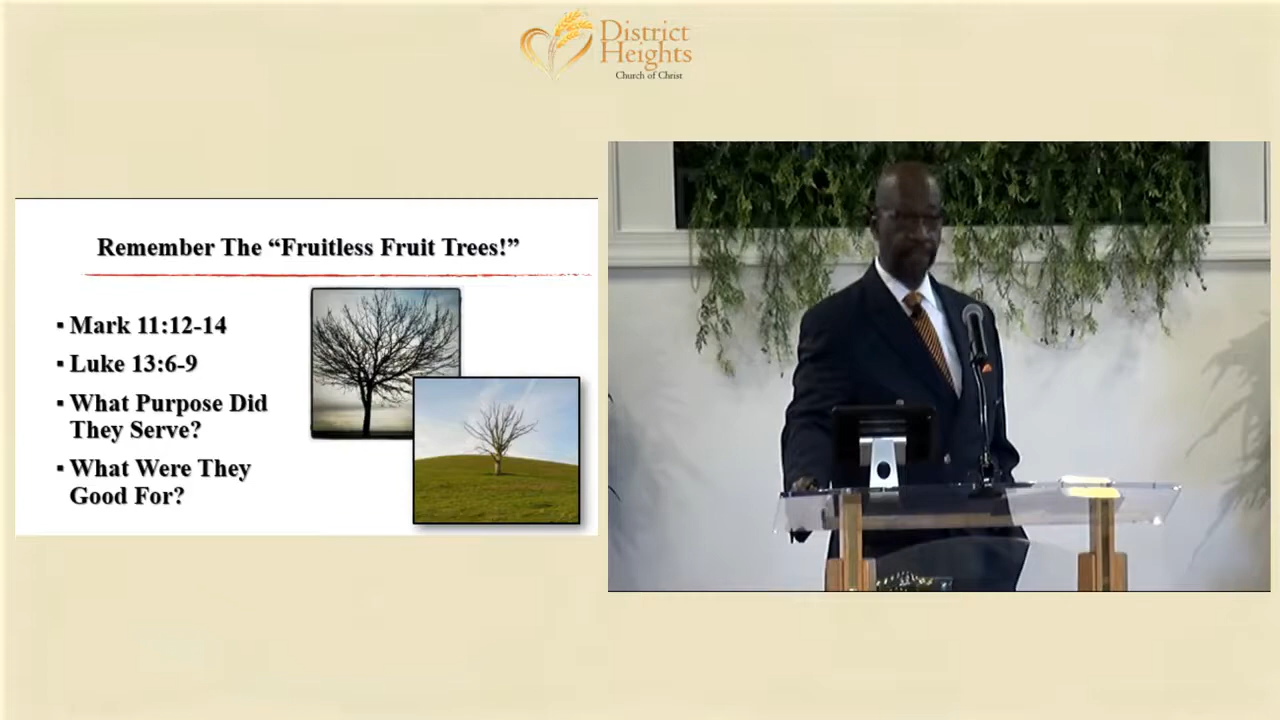 District
Heights
Church of Christ
Remember The “Fruitless Fruit Trees!”
▪ Mark 11:12-14
▪ Luke 13:6-9
▪ What Purpose Did
They Serve?
▪ What Were They
Good For?